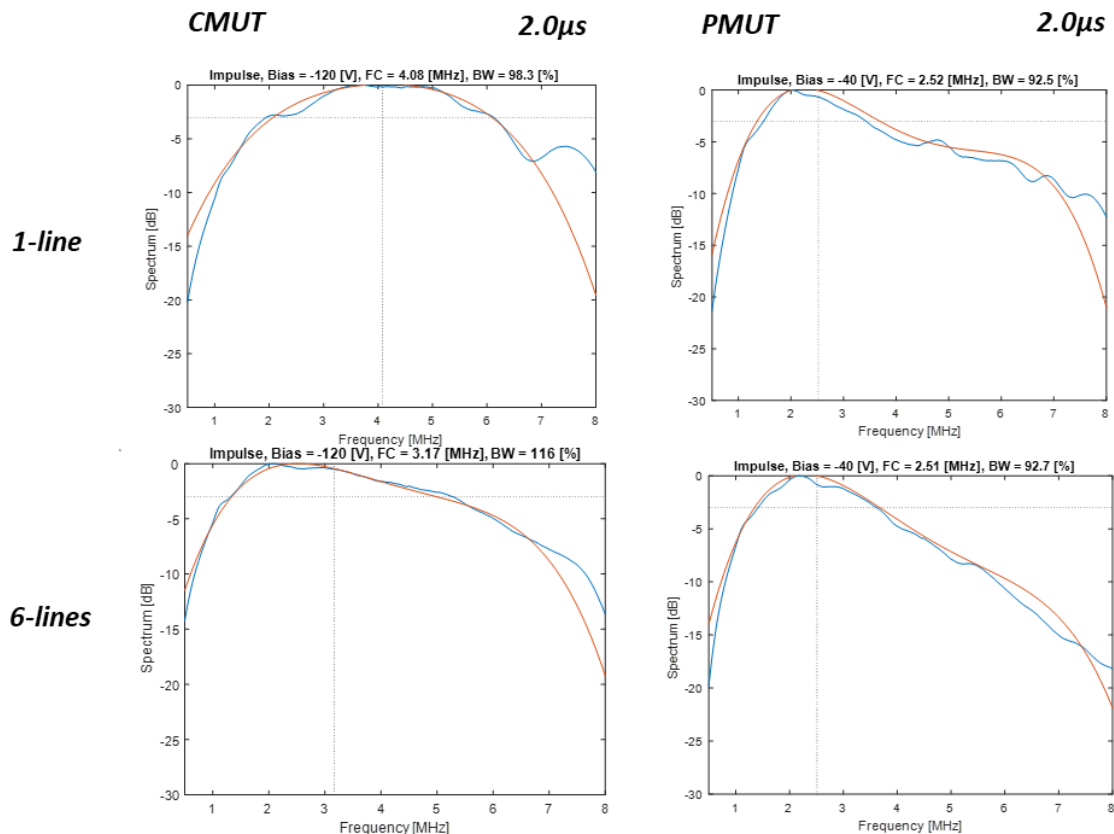 CMUT 2.0μs PMUT 2.0μs
1-line
Impulse, Bias = -120 [V], FC = 4.08 [MHz], BW = 98.3 [%]
Spectrum [dB]
0
-5
-10
-15
-20
-25
-30
1 2 3 4 5 6 7 8
Frequency [MHz]
Impulse, Bias = -40 [V], FC = 2.52 [MHz], BW = 92.5 [%]
Spectrum [dB]
0
-5
-10
-15
-20
-25
-30
1 2 3 4 5 6 7 8
Frequency [MHz]
6-lines
Impulse, Bias = -120 [V], FC = 3.17 [MHz], BW = 116 [%]
Spectrum [dB]
0
-5
-10
-15
-20
-25
-30
1 2 3 4 5 6 7 8
Frequency [MHz]
Impulse, Bias = -40 [V], FC = 2.51 [MHz], BW = 92.7 [%]
Spectrum [dB]
0
-5
-10
-15
-20
-25
-30
1 2 3 4 5 6 7 8
Frequency [MHz]